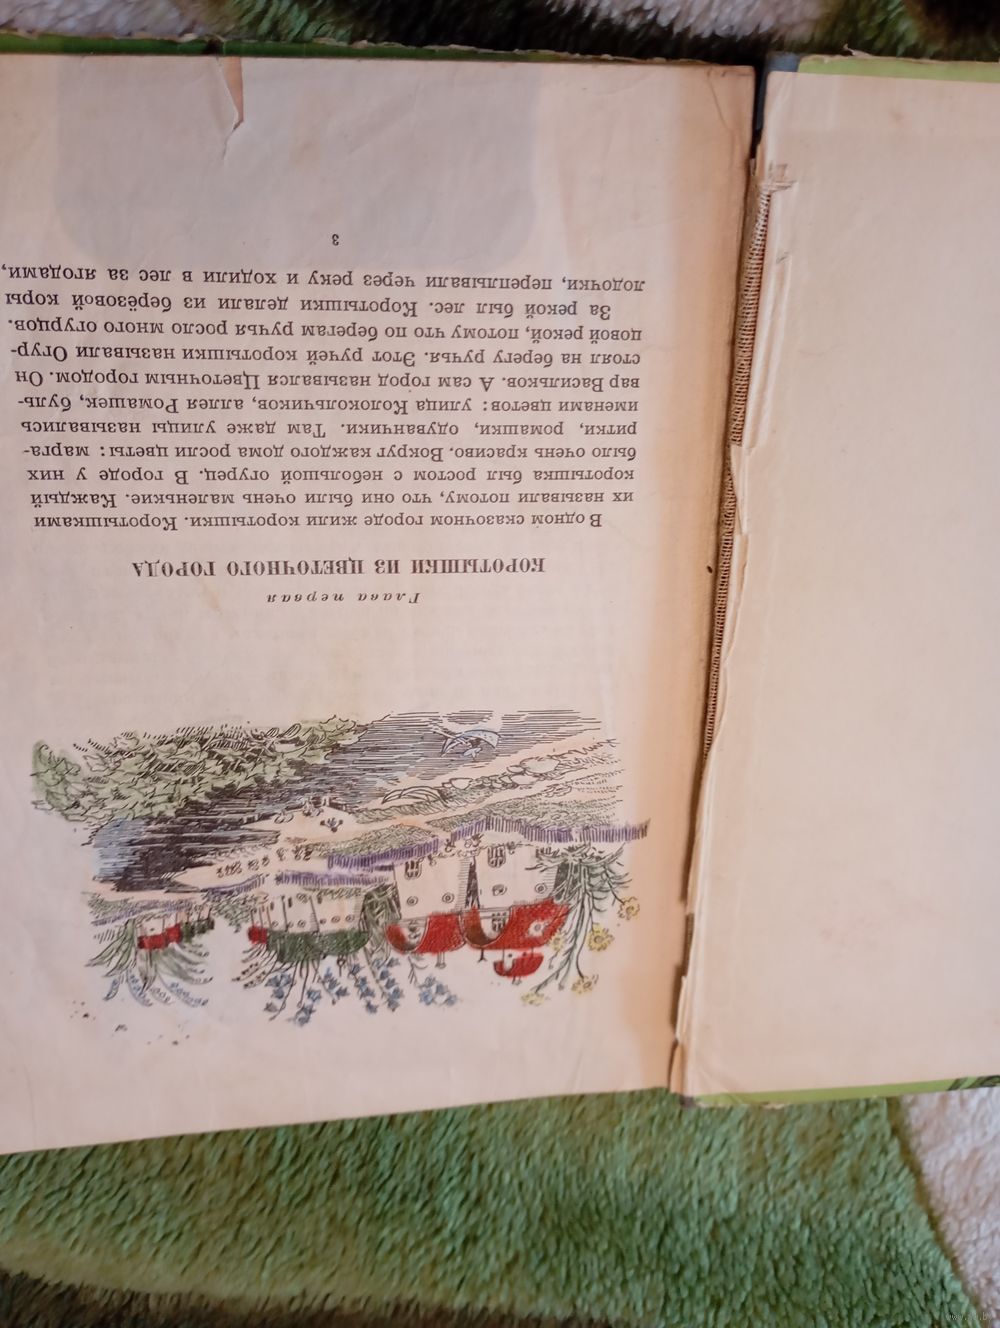 Глава первая
КОРОТЫШКИ ИЗ ЦВЕТОЧНОГО ГОРОДА
В одном сказочном городе жили коротышки. Коротышками
их называли потому, что они были очень маленькие. Каждый
коротышка был ростом с небольшой огурец. В городе у них
было очень красиво. Вокруг каждого дома росли цветы: марга-
ритки, ромашки, одуванчики. Там даже улицы назывались
именами цветов: улица Колокольчиков, аллея Ромашек, буль-
вар Васильков. А сам город назывался Цветочным городом. Он
стоял на берегу ручья. Этот ручей коротышки называли Огур-
цовой рекой, потому что по берегам ручья росло много огурцов.
За рекой был лес. Коротышки делали из берёзовой коры
лодочки, переплывали через реку и ходили в лес за ягодами,
3